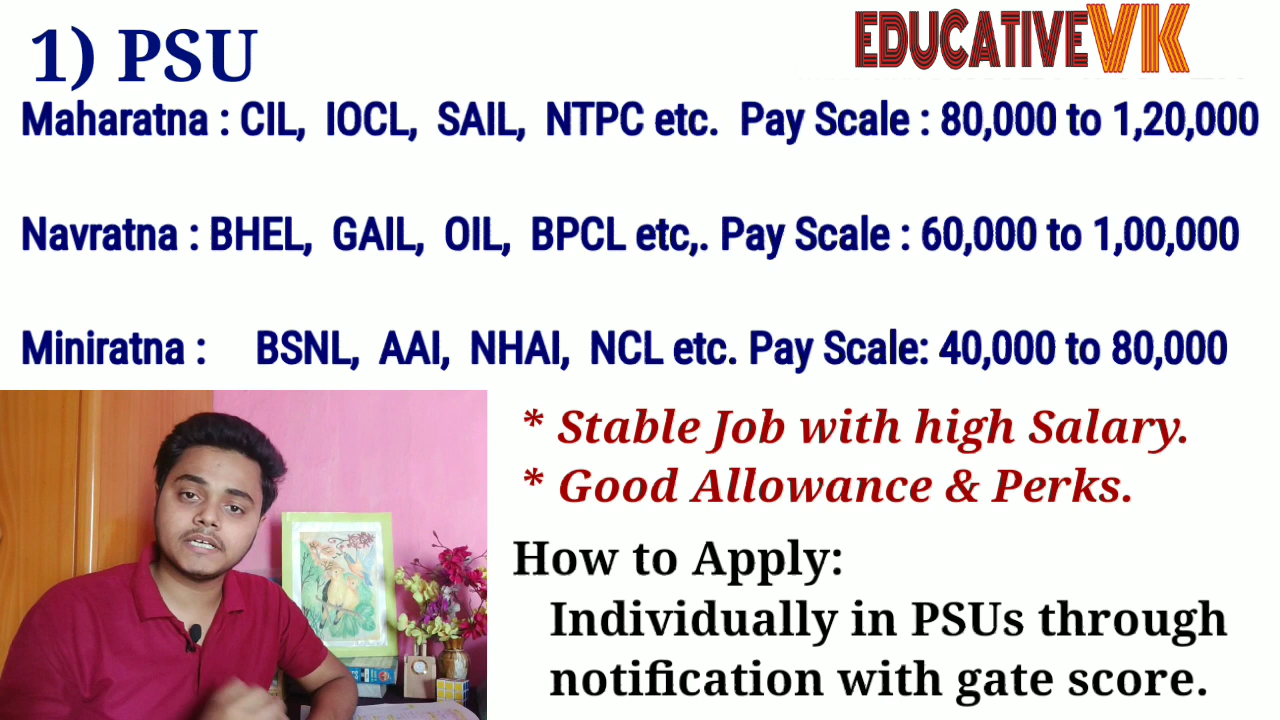 1) PSU
EDUCATIVEVK
Maharatna : CIL, IOCL, SAIL, NTPC etc. Pay Scale : 80,000 to 1,20,000
Navratna : BHEL, GAIL, OIL, BPCL etc,. Pay Scale : 60,000 to 1,00,000
Miniratna : BSNL, AAI, NHAI, NCL etc. Pay Scale: 40,000 to 80,000
* Stable Job with high Salary.
* Good Allowance & Perks.
How to Apply:
Individually in PSUs through
notification with gate score.